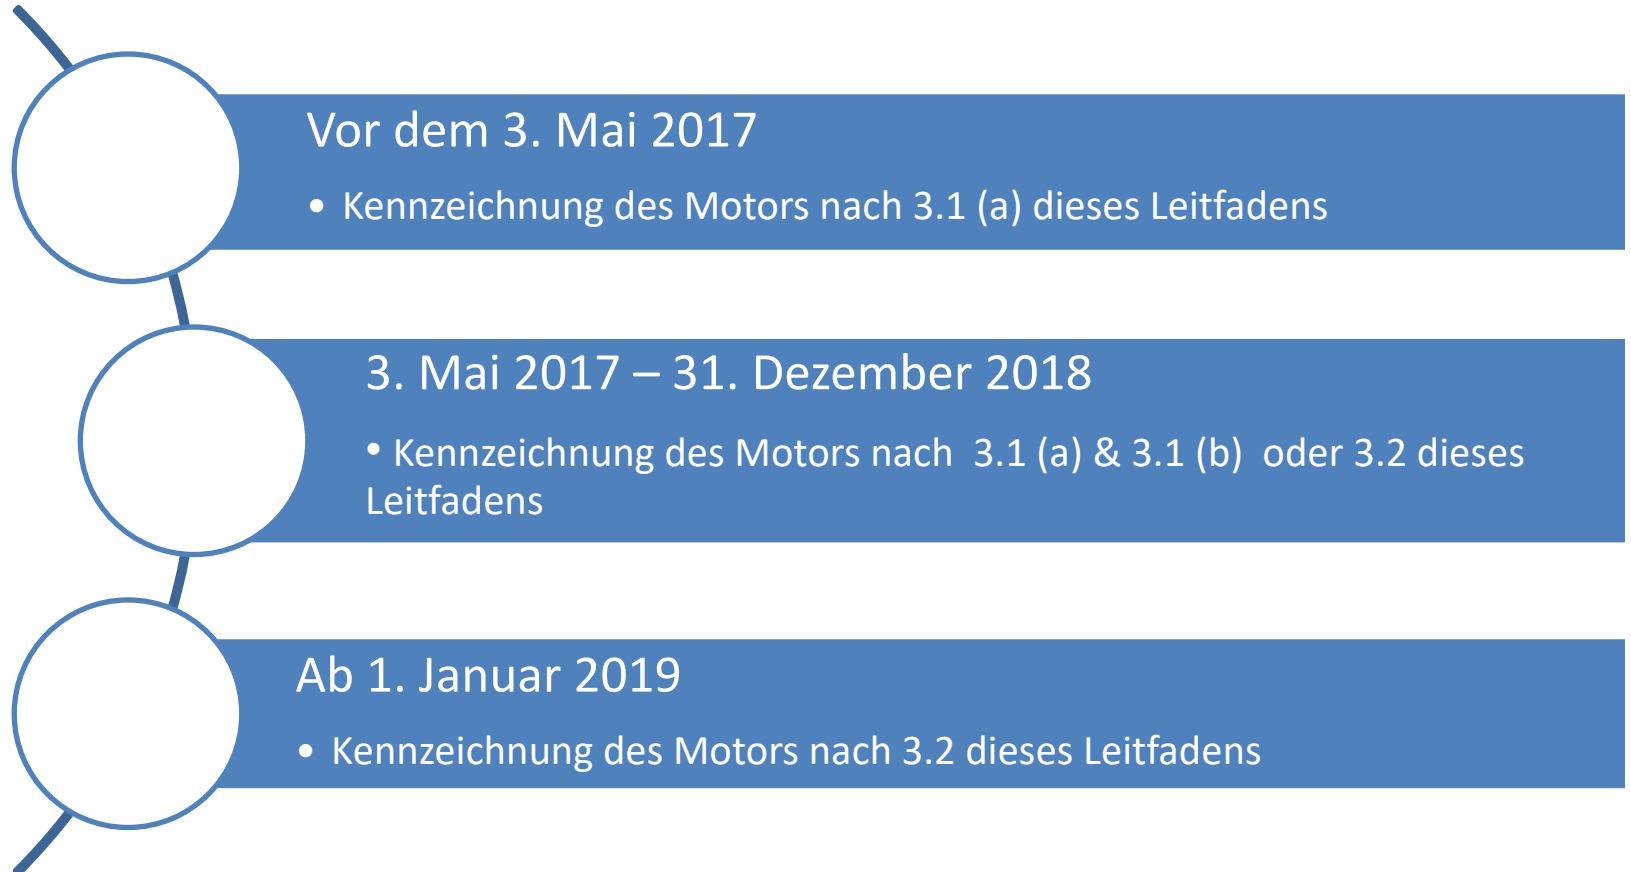 Vor dem 3. Mai 2017
• Kennzeichnung des Motors nach 3.1 (a) dieses Leitfadens
3. Mai 2017 – 31. Dezember 2018
• Kennzeichnung des Motors nach  3.1 (a) & 3.1 (b)  oder 3.2 dieses
Leitfadens
Ab 1. Januar 2019
• Kennzeichnung des Motors nach 3.2 dieses Leitfadens